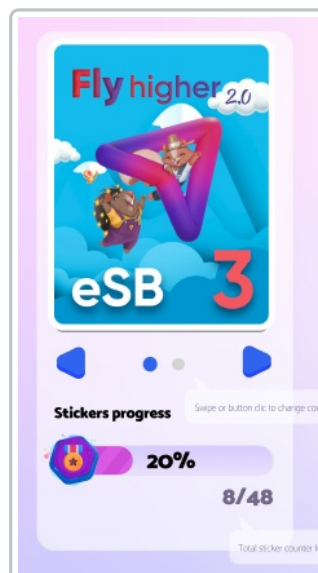 Fly higher
2.0
eSB 3
Swipe or button clic to change
Stickers progress
20%
8/48
Total sticker counter